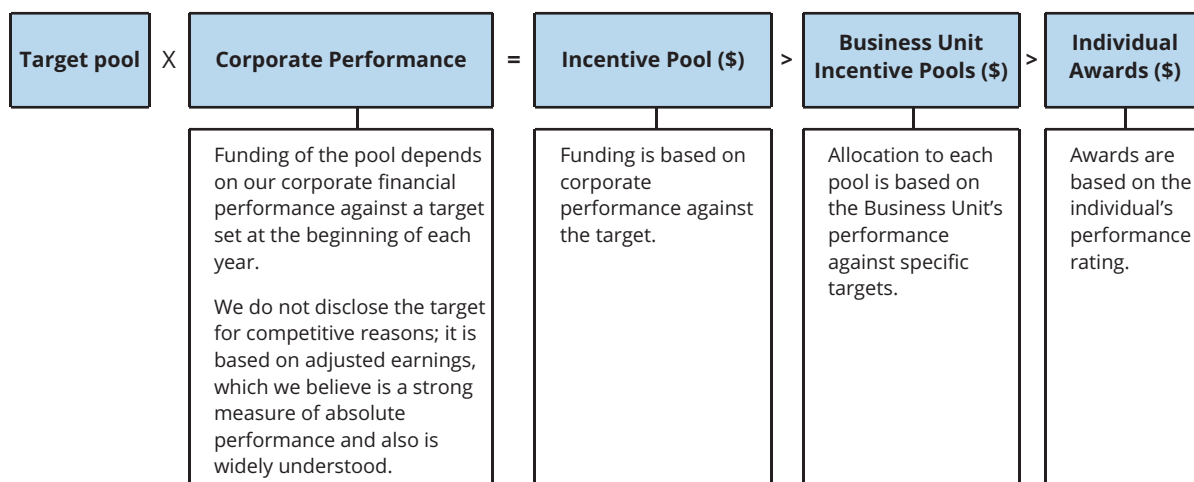 Target pool
X
Corporate Performance
=
Incentive Pool ($)
>
Business Unit
Incentive Pools ($)
>
Individual
Awards ($)
Funding of the pool depends
on our corporate financial
performance against a target
set at the beginning of each
year.
We do not disclose the target
for competitive reasons; it is
based on adjusted earnings,
which we believe is a strong
measure of absolute
performance and also is
widely understood.
Funding is based on
corporate
performance against
the target.
Allocation to each
pool is based on
the Business Unit’s
performance
against specific
targets.
Awards are
based on the
individual’s
performance
rating.